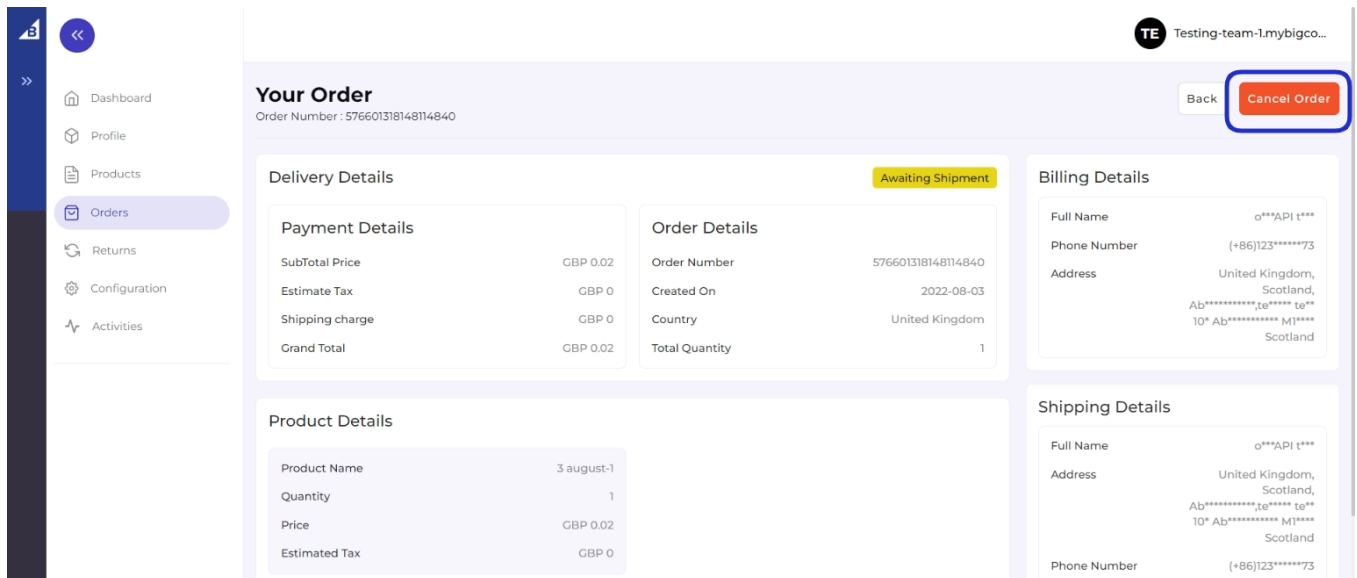 B
TE Testing-team-1.mybigco...
Dashboard
Profile
Products
Orders
Returns
Configuration
Activities
Your Order
Order Number : 576601318148114840
Back
Cancel Order
Delivery Details
Awaiting Shipment
Payment Details
SubTotal Price GBP 0.02
Estimate Tax GBP 0
Shipping charge GBP 0
Grand Total GBP 0.02
Order Details
Order Number 576601318148114840
Created On 2022-08-03
Country United Kingdom
Total Quantity 1
Product Details
Product Name 3 august-1
Quantity 1
Price GBP 0.02
Estimated Tax GBP 0
Billing Details
Full Name o***API t***
Phone Number (+86)123******73
Address United Kingdom,
Scotland,
Ab***********,te***** te**
10* Ab*********** M1****
Scotland
Shipping Details
Full Name o***API t***
Address United Kingdom,
Scotland,
Ab***********,te***** te**
10* Ab*********** M1****
Scotland
Phone Number (+86)123******73